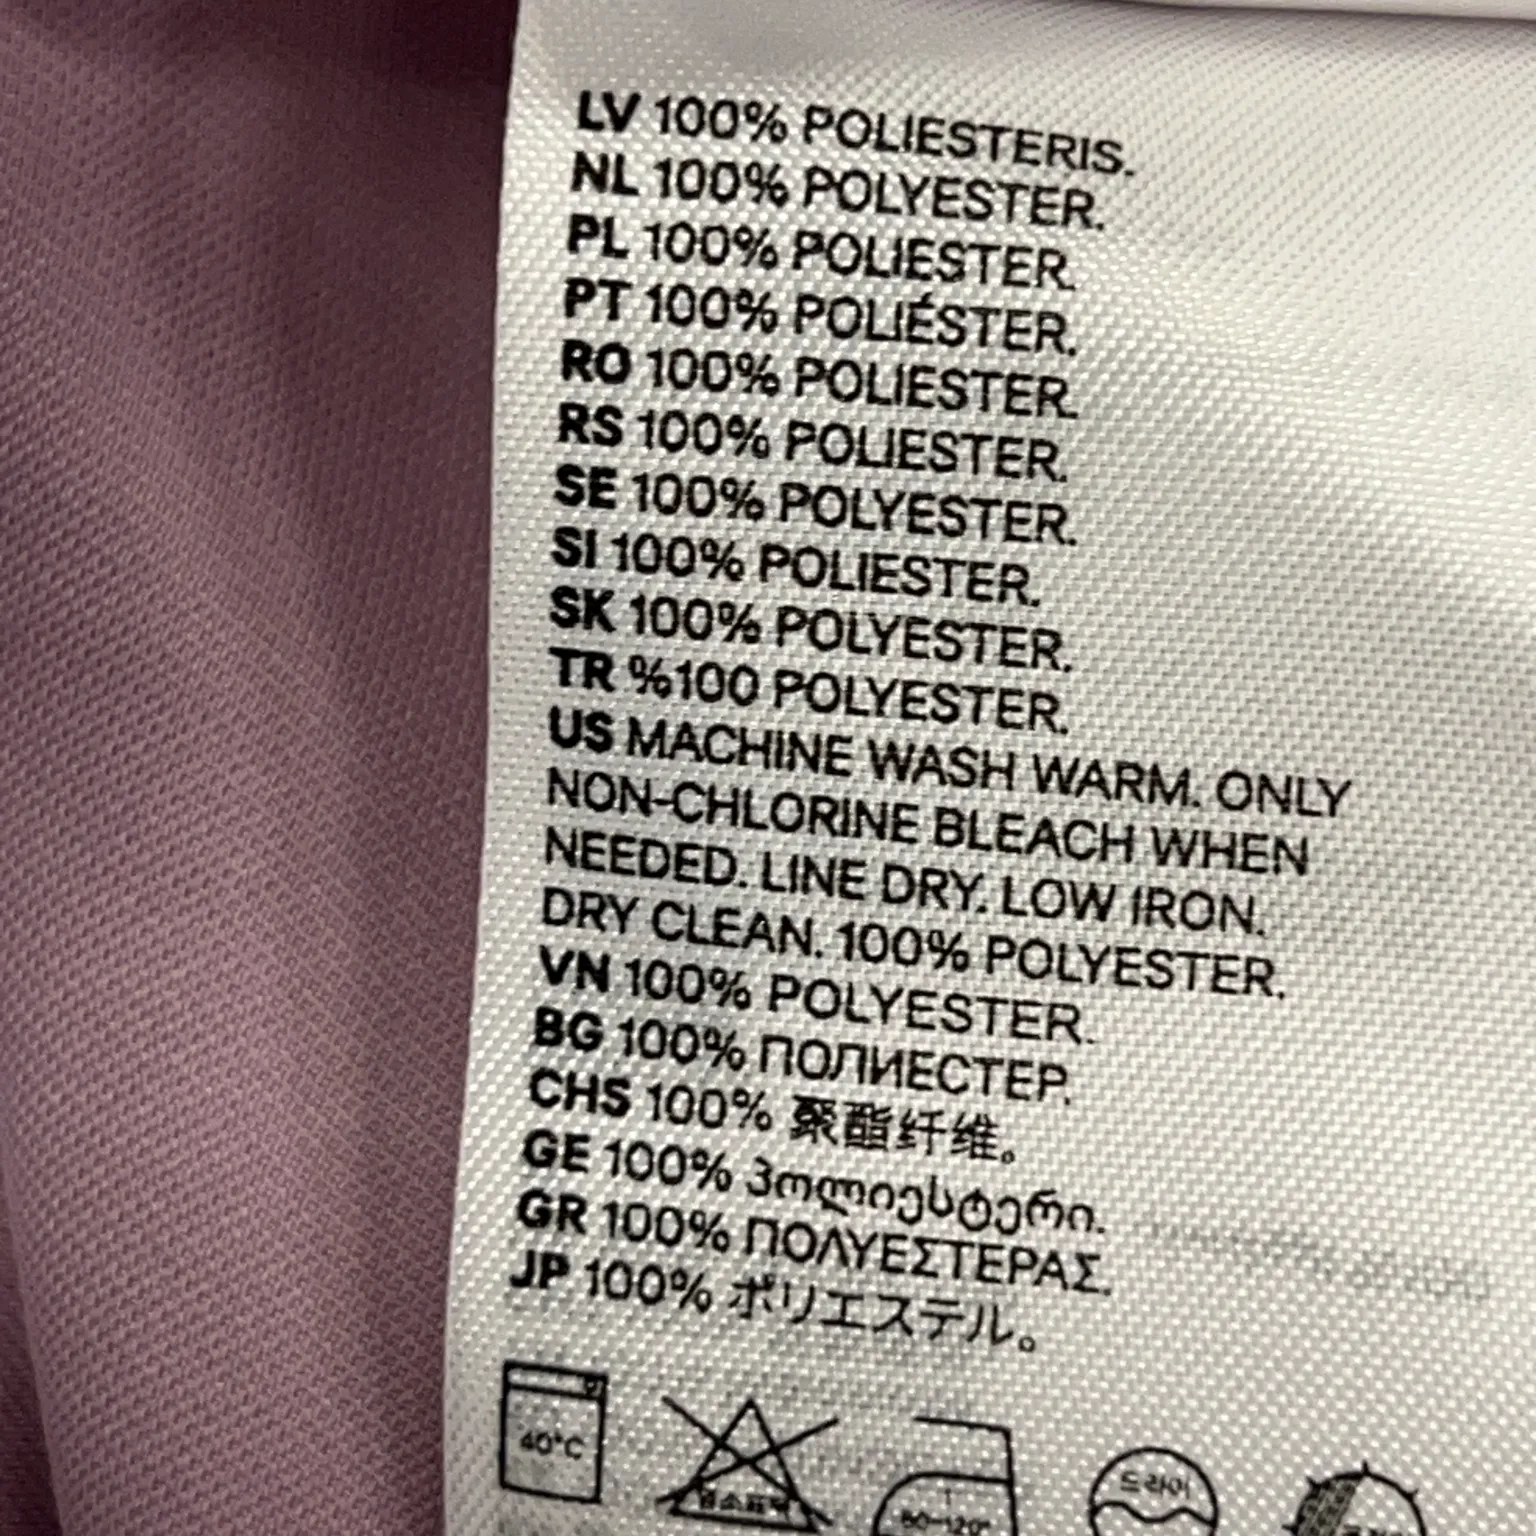 LV 100% POLIESTERIS.
NL 100% POLYESTER.
PL 100% POLIESTER.
PT 100% POLIÉSTER.
RO 100% POLIESTER.
RS 100% POLIESTER.
SE 100% POLYESTER.
SI 100% POLIESTER.
SK 100% POLYESTER.
TR %100 POLYESTER.
US MACHINE WASH WARM. ONLY
NON-CHLORINE BLEACH WHEN
NEEDED. LINE DRY. LOW IRON.
DRY CLEAN. 100% POLYESTER.
VN 100% POLYESTER.
BG 100% ПОЛИЕСТЕР.
CHS 100% 聚酯纤维。
GE 100% პოლიესტერი.
GR 100% ΠΟΛΥΕΣΤΕΡΑΣ.
JP 100% ポリエステル。
40°C
드라이